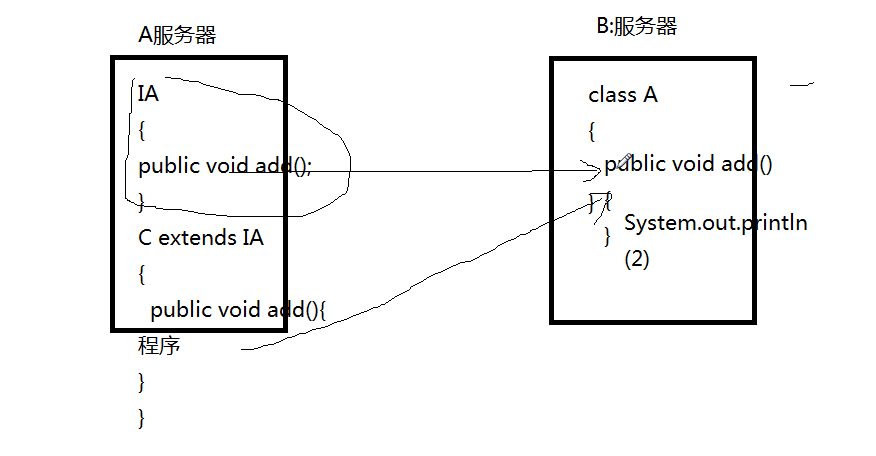 A服务器
IA
{
public void add();
}
C extends IA
{
public void add(){
程序
}
}
B:服务器
class A
{
public void add()
} {
System.out.println
}
(2)